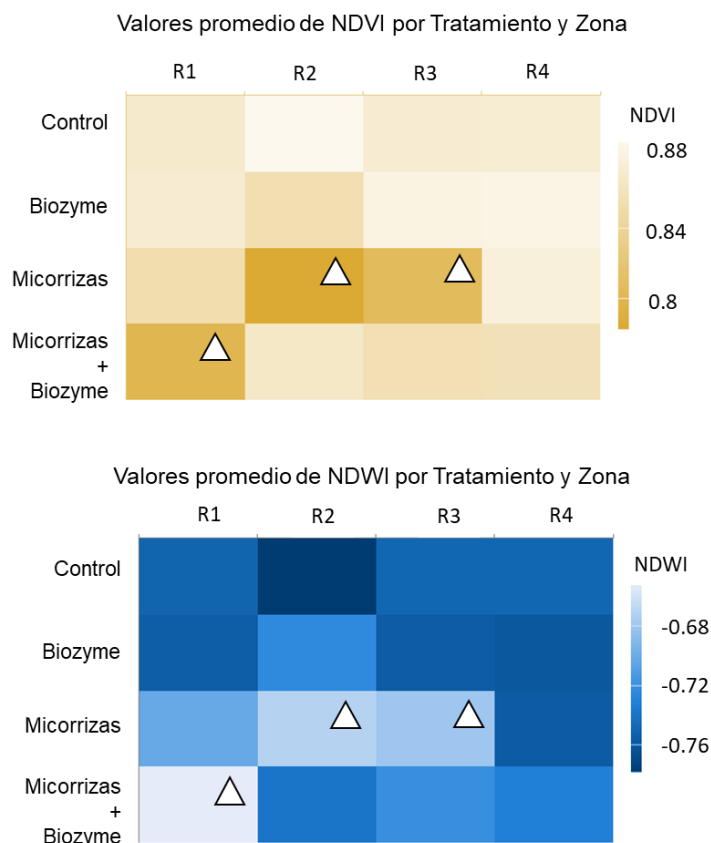 Valores promedio de NDVI por Tratamiento y Zona
R1 R2 R3 R4
NDVI
Control
0.88
Biozyme
0.84
Micorrizas
0.8
Micorrizas
+
Biozyme
Valores promedio de NDWI por Tratamiento y Zona
R1 R2 R3 R4
NDWI
Control
-0.68
Biozyme
-0.72
Micorrizas
-0.76
Micorrizas
+
Biozyme